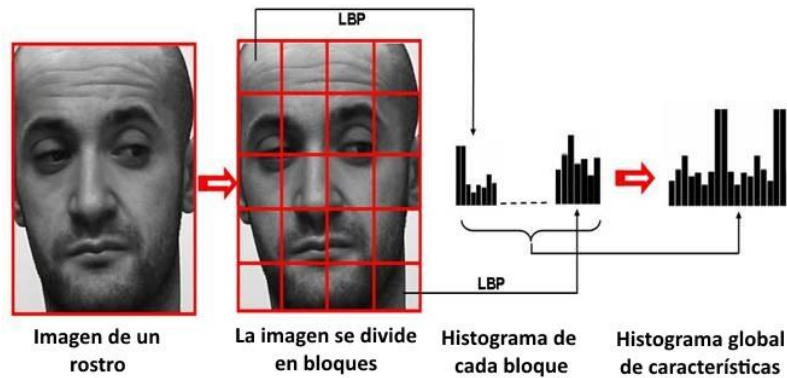 LBP
LBP
Imagen de un
rostro
La imagen se divide
en bloques
Histograma de
cada bloque
Histograma global
de características